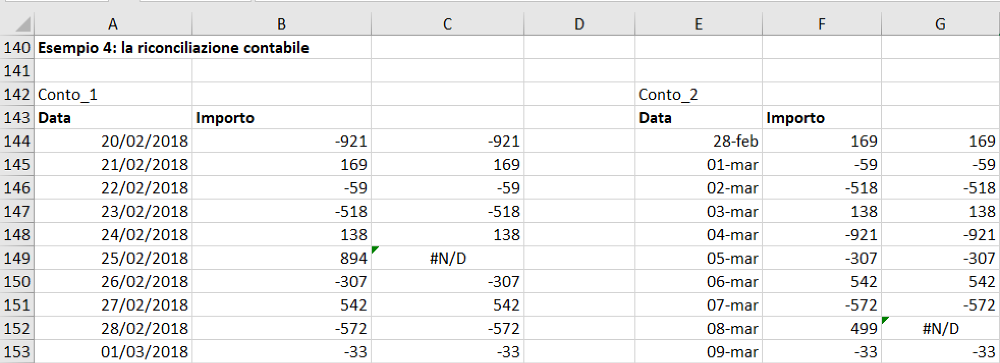 A B C D E F G
140 Esempio 4: la riconciliazione contabile
141
142 Conto_1 Conto_2
143 Data Importo Data Importo
144 20/02/2018 -921 -921 28-feb 169 169
145 21/02/2018 169 169 01-mar -59 -59
146 22/02/2018 -59 -59 02-mar -518 -518
147 23/02/2018 -518 -518 03-mar 138 138
148 24/02/2018 138 138 04-mar -921 -921
149 25/02/2018 894 #N/D 05-mar -307 -307
150 26/02/2018 -307 -307 06-mar 542 542
151 27/02/2018 542 542 07-mar -572 -572
152 28/02/2018 -572 -572 08-mar 499 #N/D
153 01/03/2018 -33 -33 09-mar -33 -33